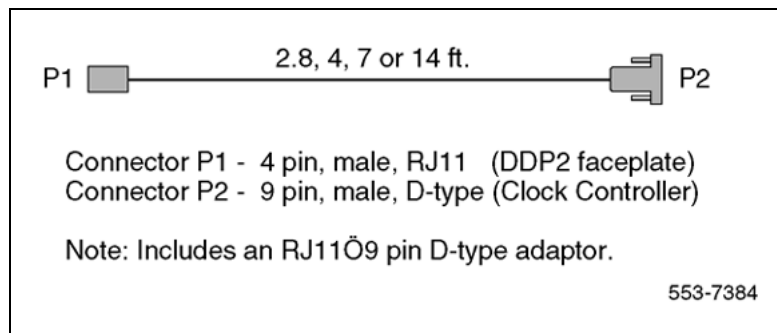 2.8, 4, 7 or 14 ft.
P1
P2
Connector P1 - 4 pin, male, RJ11 (DDP2 faceplate)
Connector P2 - 9 pin, male, D-type (Clock Controller)
Note: Includes an RJ11Ö9 pin D-type adaptor.
553-7384